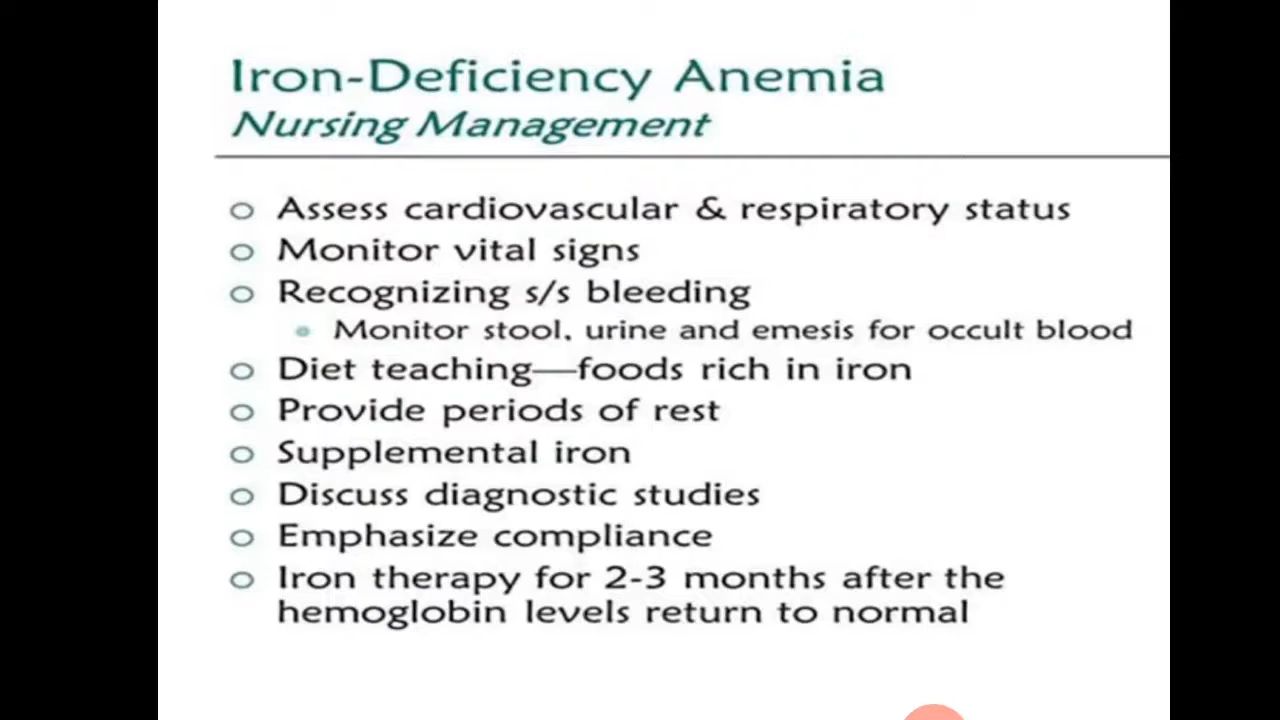 Iron-Deficiency Anemia
Nursing Management
Assess cardiovascular & respiratory status
Monitor vital signs
Recognizing s/s bleeding
Monitor stool, urine and emesis for occult blood
Diet teaching—foods rich in iron
Provide periods of rest
Supplemental iron
Discuss diagnostic studies
Emphasize compliance
Iron therapy for 2-3 months after the
hemoglobin levels return to normal